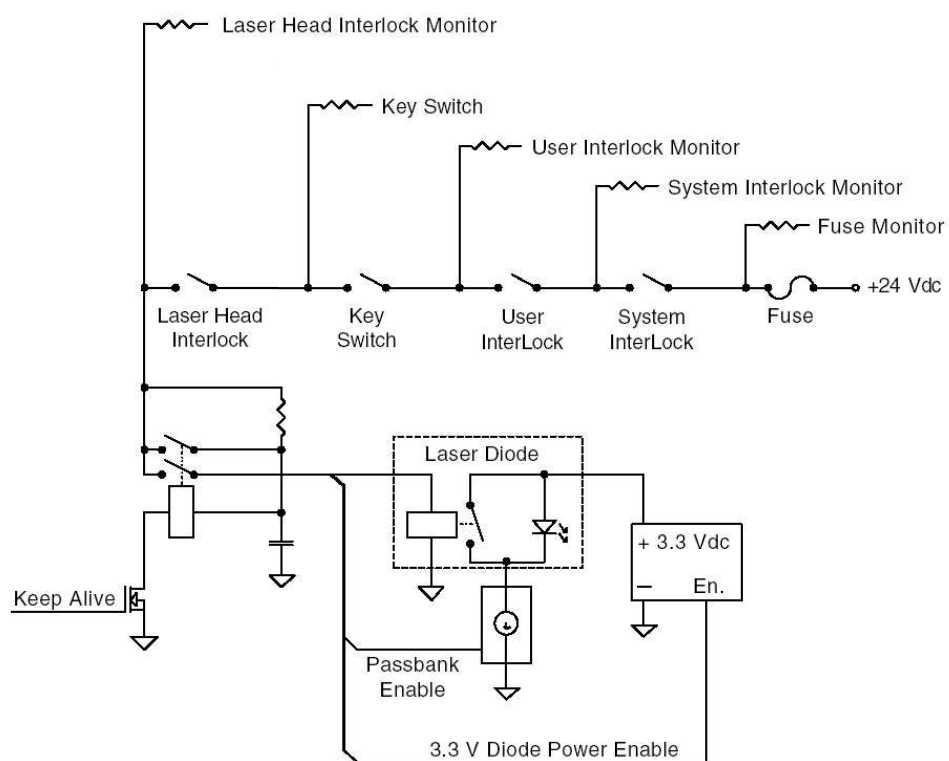 Laser Head Interlock Monitor
Key Switch
User Interlock Monitor
System Interlock Monitor
Fuse Monitor
+24 Vdc
Laser Head
Interlock
Key
Switch
User
InterLock
System
InterLock
Fuse
Laser Diode
+ 3.3 Vdc
− En.
Keep Alive
Passbank
Enable
3.3 V Diode Power Enable